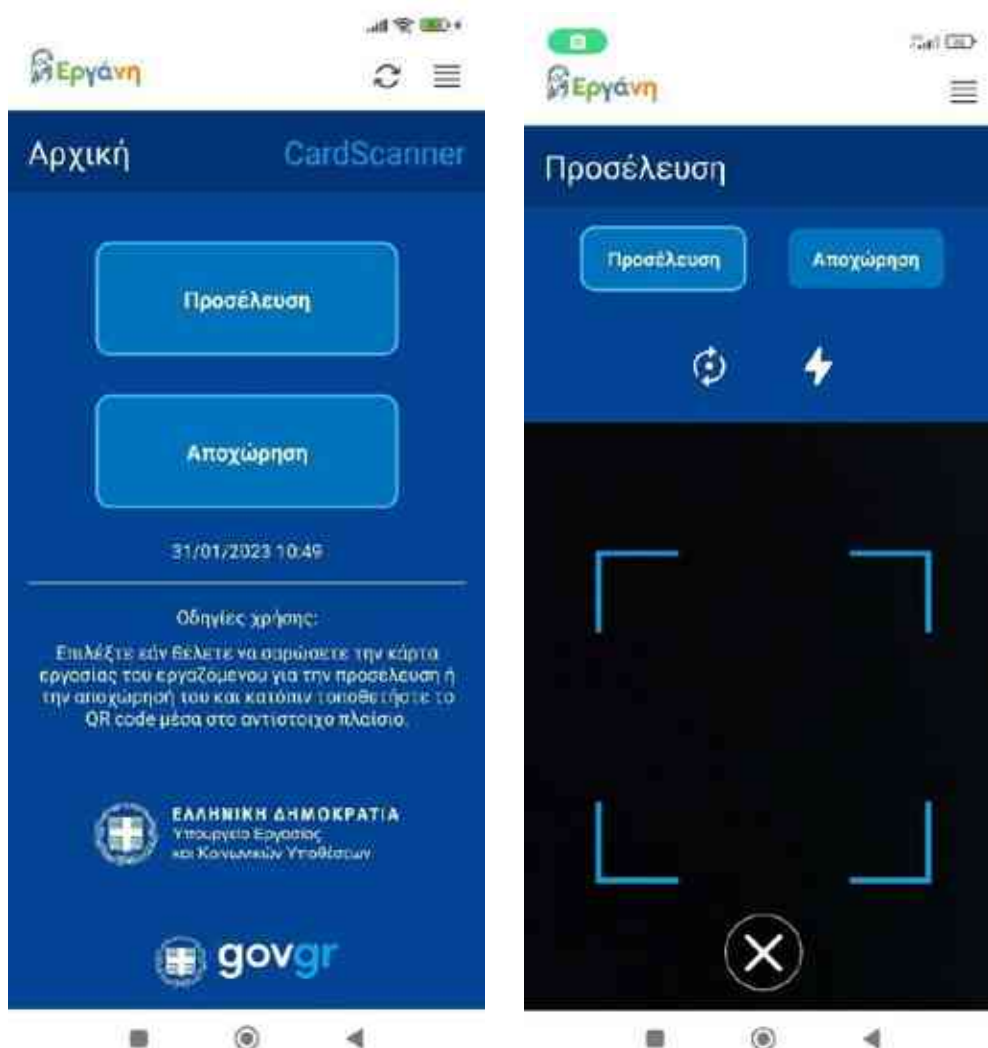 Εργάνη
Αρχική
CardScanner
Προσέλευση
Αποχώρηση
31/01/2023 10:49
Οδηγίες χρήσης:
Επιλέξτε εάν θέλετε να σαρώσετε την κάρτα
εργασίας του εργαζόμενου για την προσέλευση ή
την αποχώρησή του και κατόπιν τοποθετήστε το
QR code μέσα στο αντίστοιχο πλαίσιο.
ΕΛΛΗΝΙΚΗ ΔΗΜΟΚΡΑΤΙΑ
Υπουργείο Εργασίας
και Κοινωνικών Υποθέσεων
govgr
Εργάνη
Προσέλευση
Προσέλευση
Αποχώρηση